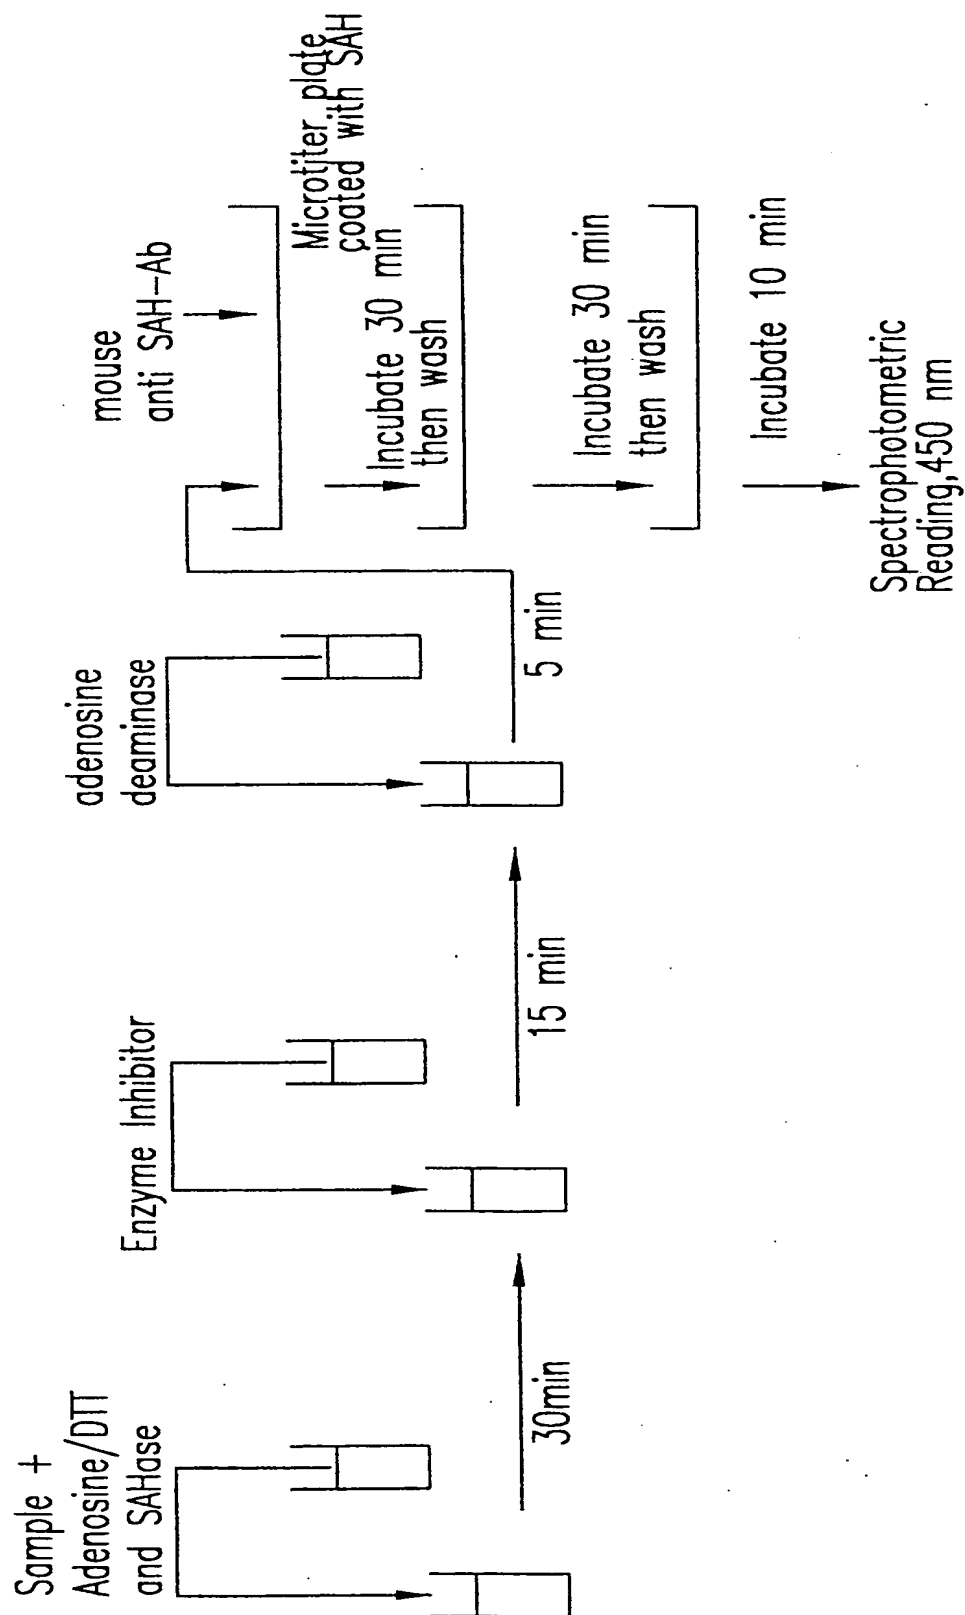 Sample +
Adenosine/DTT
and SAHase
30min
Enzyme Inhibitor
15 min
adenosine
deaminase
5 min
mouse
anti SAH-Ab
Microtiter plate
coated with SAH
Incubate 30 min
then wash
Incubate 30 min
then wash
Incubate 10 min
Spectrophotometric
Reading,450 nm